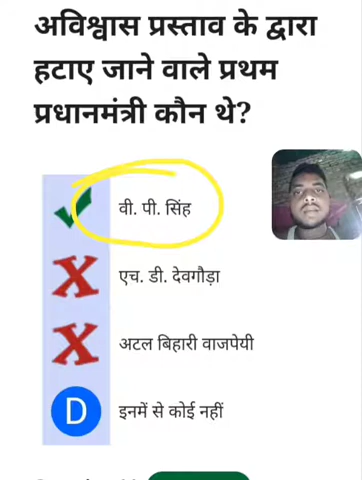 अविश्वास प्रस्ताव के द्वारा
हटाए जाने वाले प्रथम
प्रधानमंत्री कौन थे?
वी. पी. सिंह
एच. डी. देवगौड़ा
अटल बिहारी वाजपेयी
D इनमें से कोई नहीं